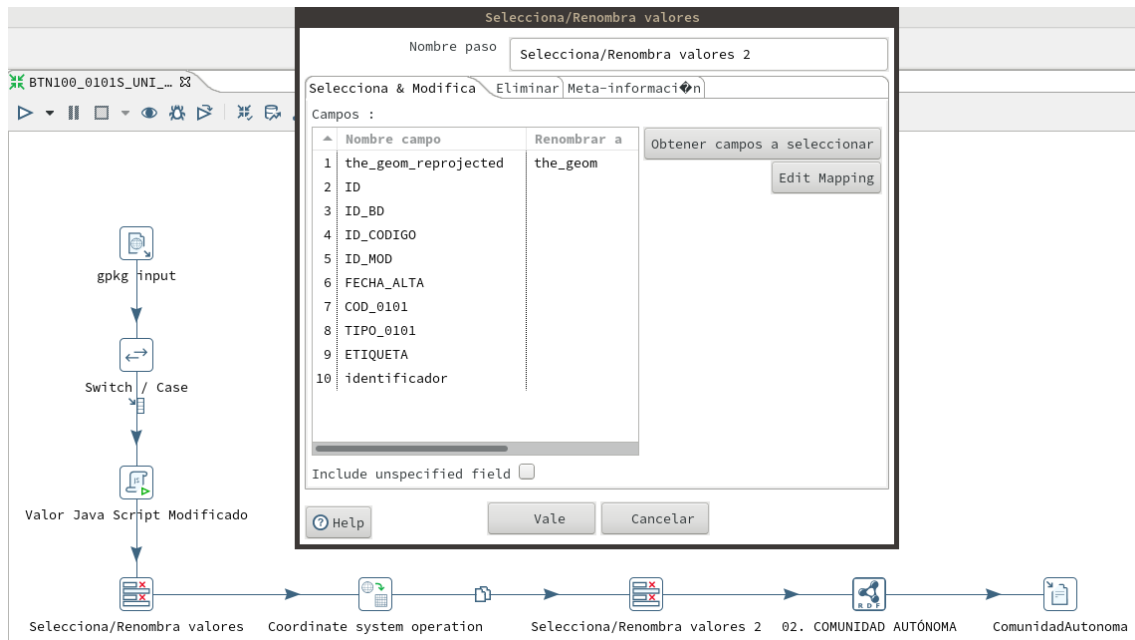 Selecciona/Renombra valores
Nombre paso
Selecciona/Renombra valores 2
BTN100_0101S_UNI_…
Selecciona & Modifica
Eliminar
Meta-informaci�n
Campos :
Nombre campo
Renombrar a
Obtener campos a seleccionar
Edit Mapping
1 the_geom_reprojected the_geom
2 ID
3 ID_BD
4 ID_CODIGO
5 ID_MOD
6 FECHA_ALTA
7 COD_0101
8 TIPO_0101
9 ETIQUETA
10 identificador
Include unspecified field
Help
Vale
Cancelar
gpkg input
Switch / Case
Valor Java Script Modificado
Selecciona/Renombra valores
Coordinate system operation
Selecciona/Renombra valores 2
RDF
02. COMUNIDAD AUTÓNOMA
ComunidadAutonoma